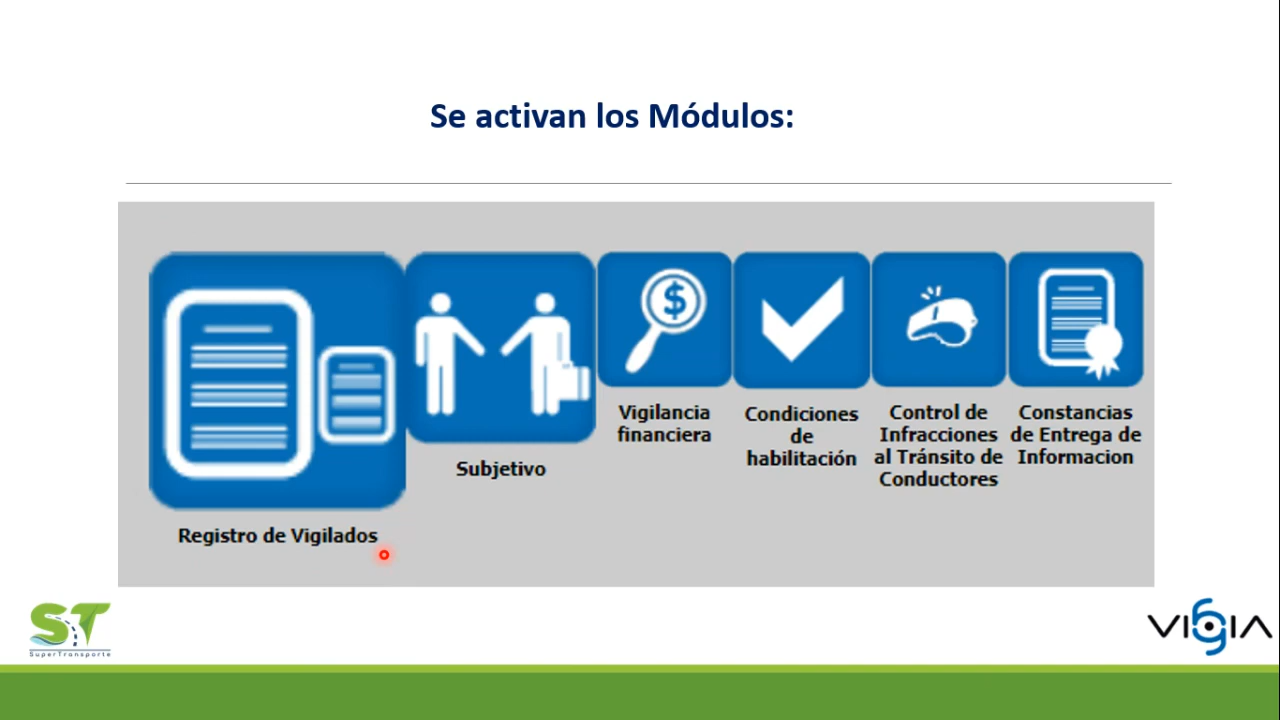 Se activan los Módulos:
Registro de Vigilados
Subjetivo
Vigilancia
financiera
Condiciones
de
habilitación
Control de
Infracciones
al Tránsito de
Conductores
Constancias
de Entrega de
Informacion
ST
SuperTransporte
VIGIA